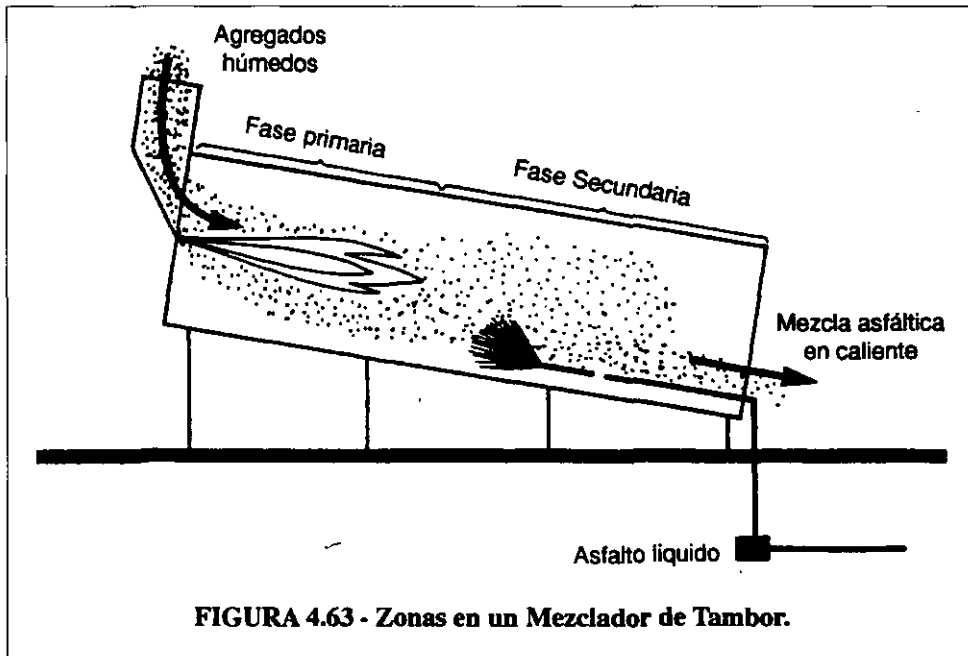 Agregados
húmedos
Fase primaria
Fase Secundaria
Mezcla asfáltica
en caliente
Asfalto liquido
FIGURA 4.63 - Zonas en un Mezclador de Tambor.